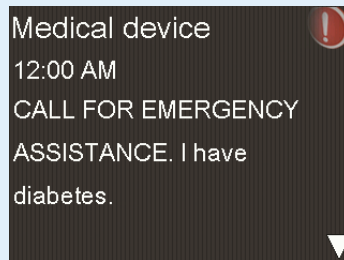 Medical device
12:00 AM
CALL FOR EMERGENCY
ASSISTANCE. I have
diabetes.